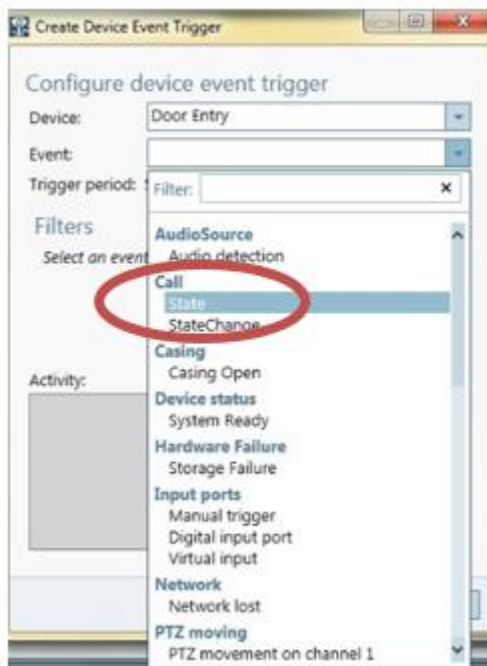 Create Device Event Trigger
Configure device event trigger
Device: Door Entry
Event:
Trigger period:
Filter:
Filters
Select an event
AudioSource
Audio detection
Call
State
StateChange
Casing
Casing Open
Activity:
Device status
System Ready
Hardware Failure
Storage Failure
Input ports
Manual trigger
Digital input port
Virtual input
Network
Network lost
PTZ moving
PTZ movement on channel 1